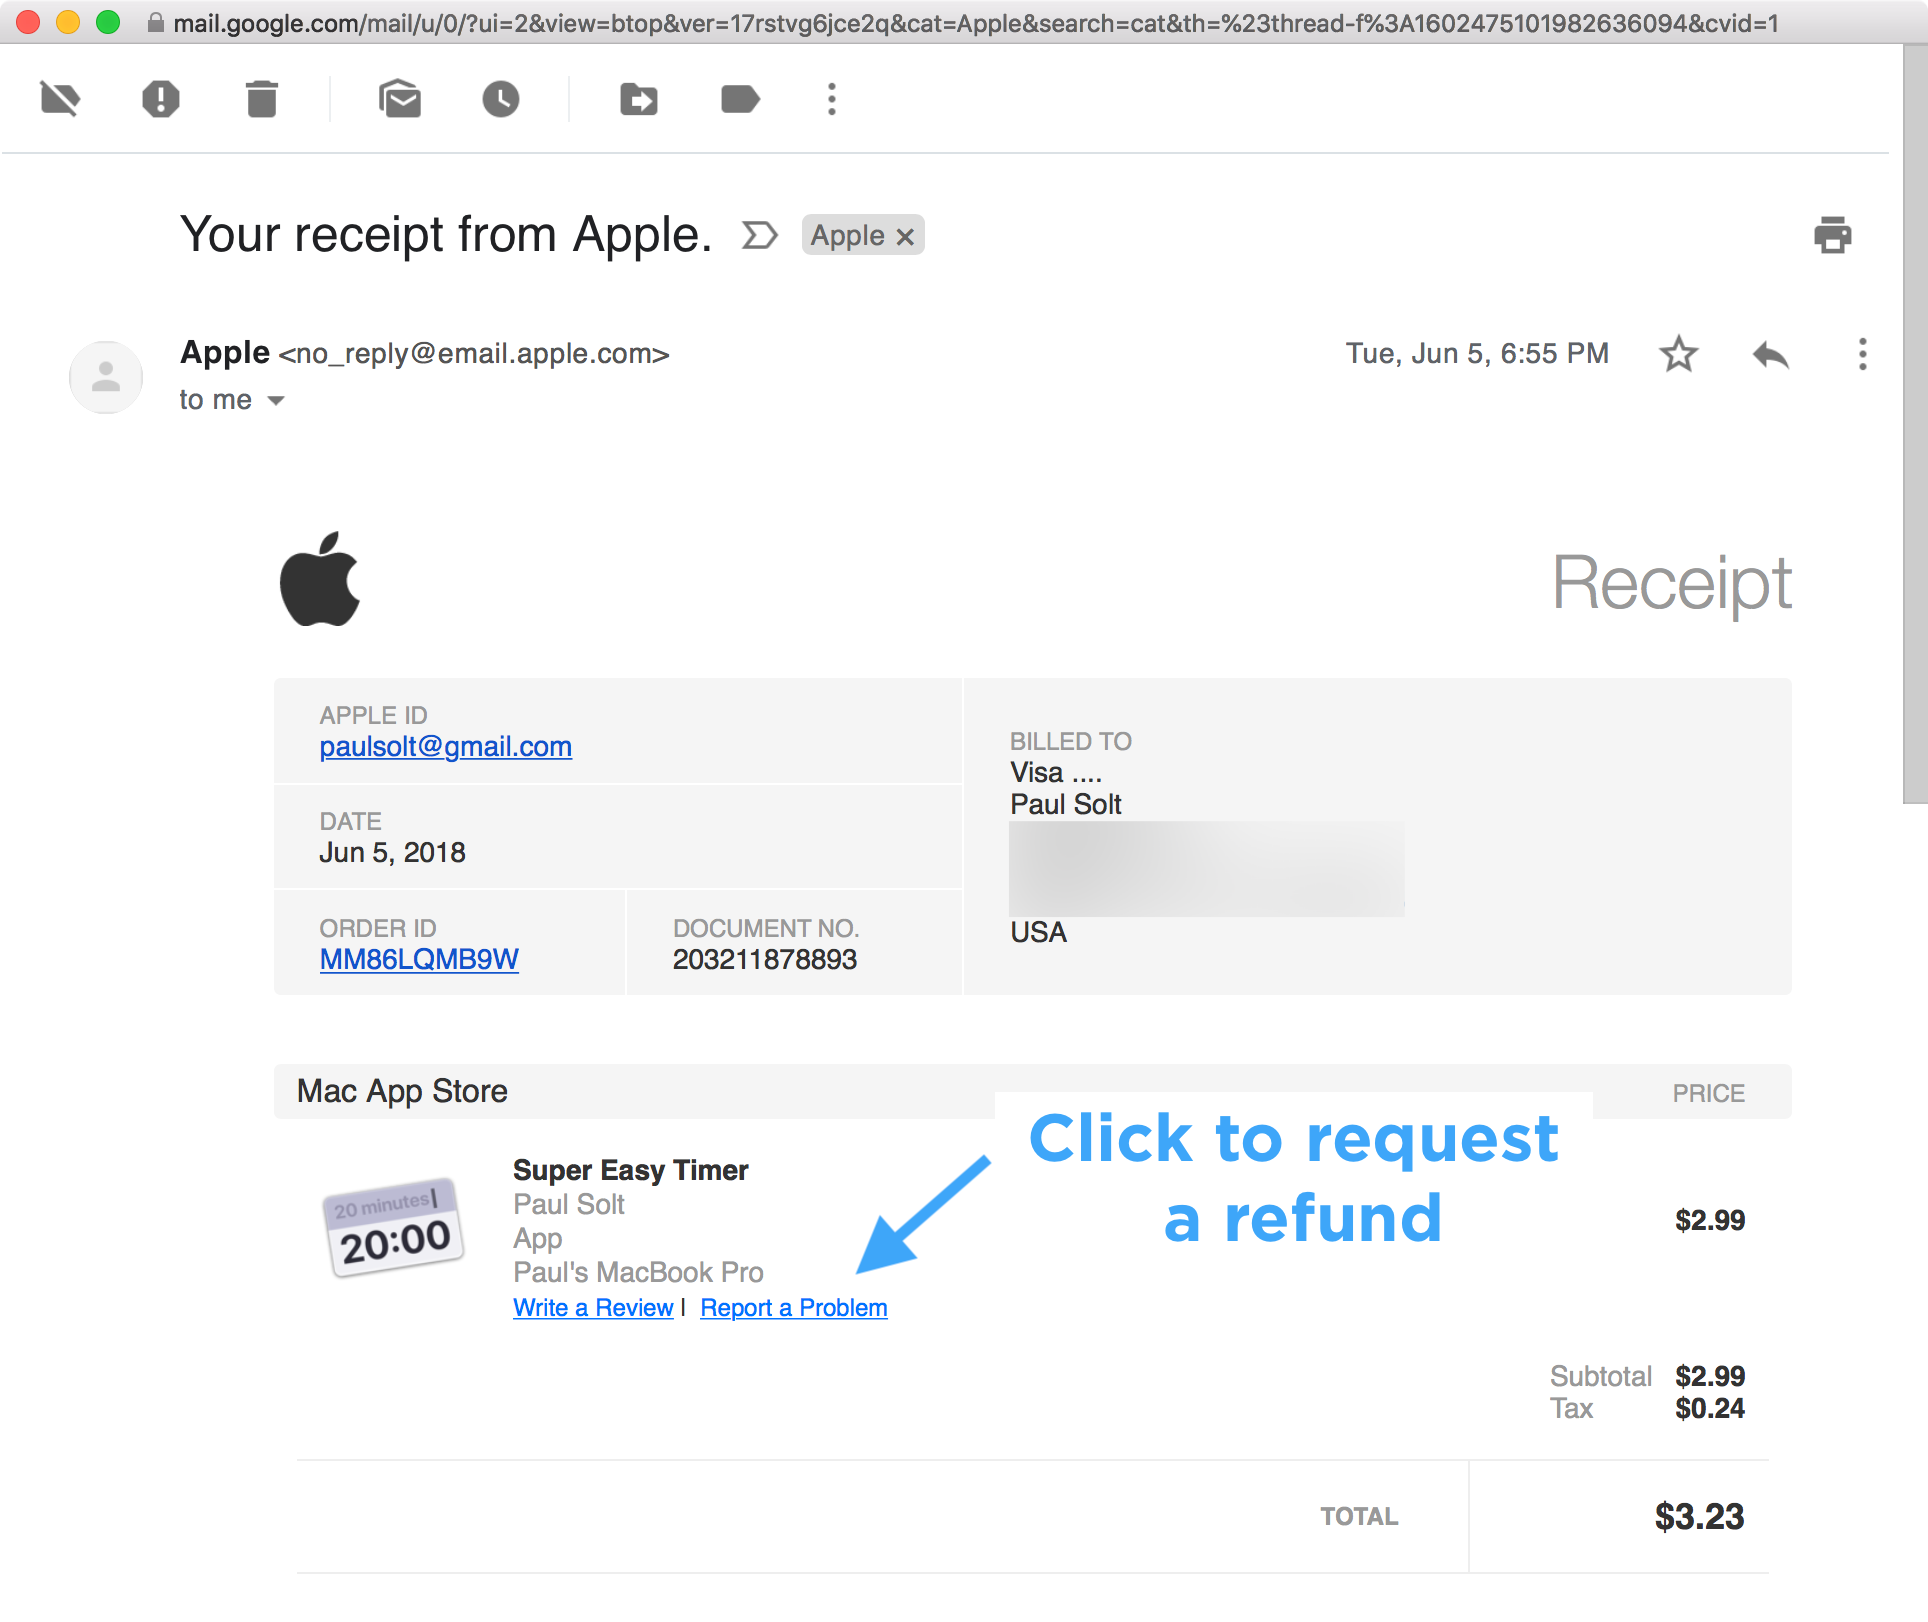 mail.google.com/mail/u/0/?ui=2&view=btop&ver=17rstvg6jce2q&cat=Apple&search=cat&th=%23thread-f%3A1602475101982636094&cvid=1
Your receipt from Apple. Apple ×
Apple <no_reply@email.apple.com> Tue, Jun 5, 6:55 PM
to me
Receipt
APPLE ID
paulsolt@gmail.com
DATE
Jun 5, 2018
ORDER ID
MM86LQMB9W
DOCUMENT NO.
203211878893
BILLED TO
Visa ....
Paul Solt
USA
Mac App Store PRICE
20 minutes
20:00
Super Easy Timer
Paul Solt
App
Paul's MacBook Pro
Write a Review | Report a Problem
Click to request
a refund
$2.99
Subtotal $2.99
Tax $0.24
TOTAL $3.23